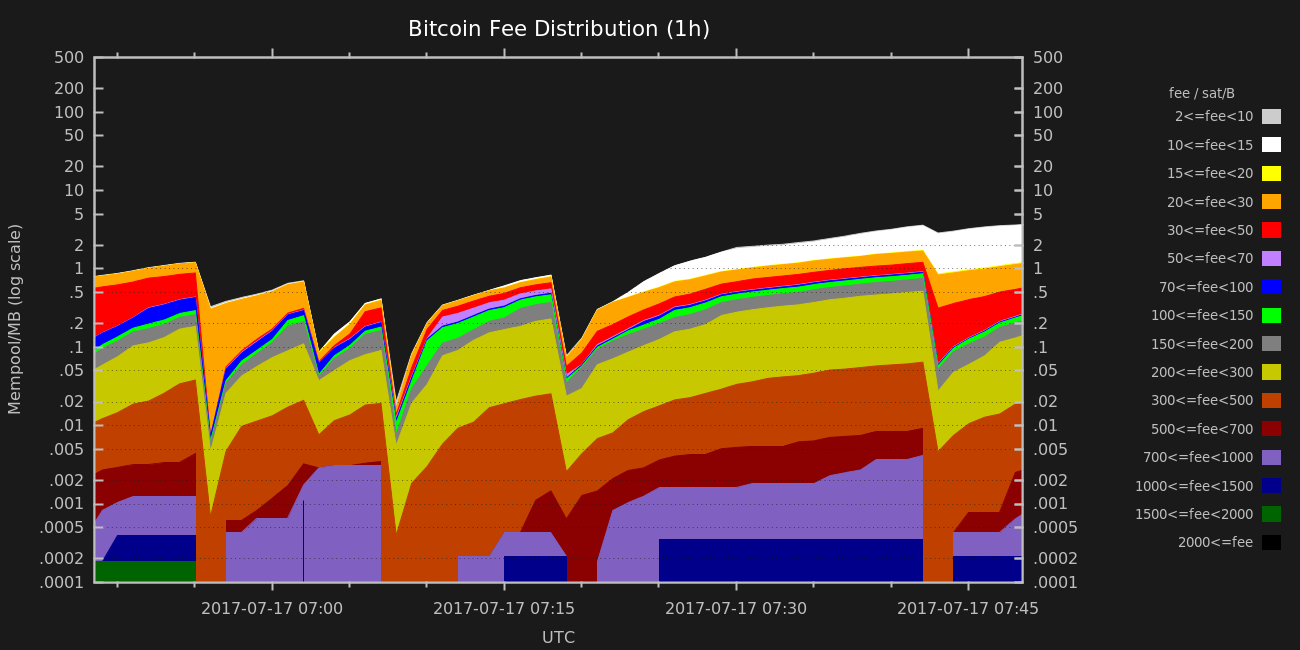 Bitcoin Fee Distribution (1h)
500 500
200 200
100 100
50 50
20 20
10 10
5 5
2 2
1 1
.5 .5
.2 .2
.1 .1
.05 .05
.02 .02
.01 .01
.005 .005
.002 .002
.001 .001
.0005 .0005
.0002 .0002
.0001 .0001
Mempool/MB (log scale)
2017-07-17 07:00 2017-07-17 07:15 2017-07-17 07:30 2017-07-17 07:45
UTC
fee / sat/B
2<=fee<10
10<=fee<15
15<=fee<20
20<=fee<30
30<=fee<50
50<=fee<70
70<=fee<100
100<=fee<150
150<=fee<200
200<=fee<300
300<=fee<500
500<=fee<700
700<=fee<1000
1000<=fee<1500
1500<=fee<2000
2000<=fee